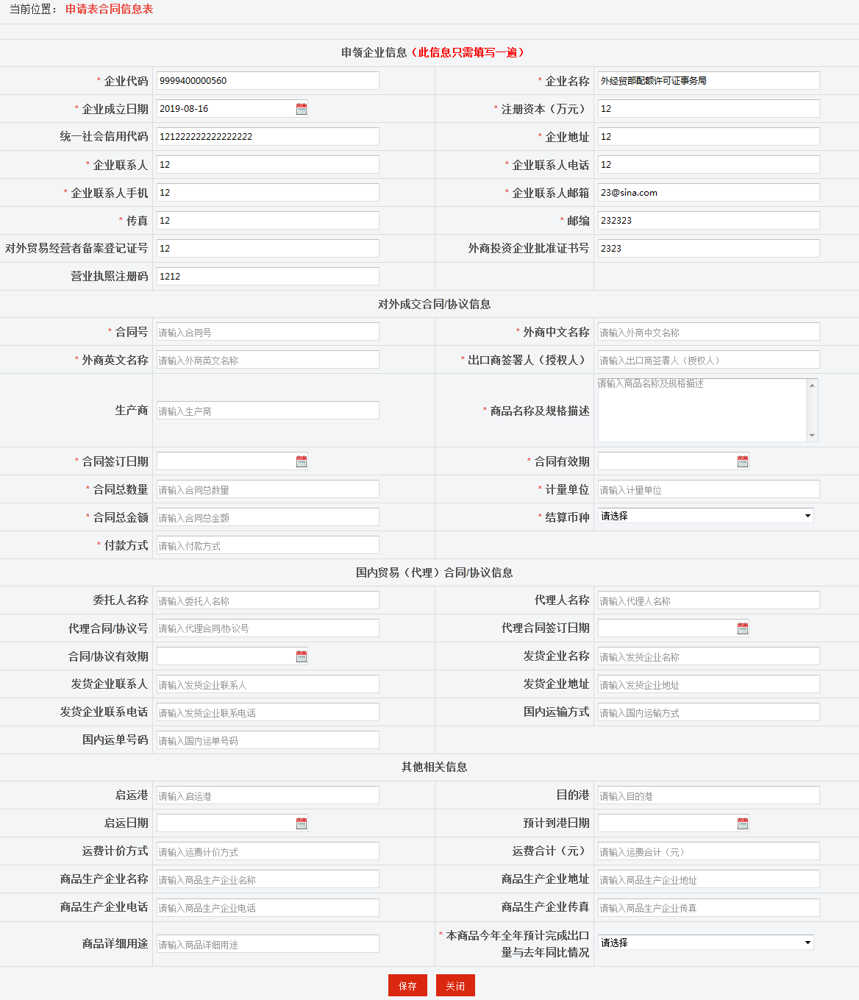 当前位置： 申请表合同信息表
申领企业信息（此信息只需填写一遍）
* 企业代码 9999400000560 * 企业名称 外经贸部配额许可证事务局
* 企业成立日期 2019-08-16 * 注册资本（万元） 12
统一社会信用代码 121222222222222222 * 企业地址 12
* 企业联系人 12 * 企业联系人电话 12
* 企业联系人手机 12 * 企业联系人邮箱 23@sina.com
* 传真 12 * 邮编 232323
对外贸易经营者备案登记证号 12 外商投资企业批准证书号 2323
营业执照注册码 1212
对外成交合同/协议信息
* 合同号 请输入合同号 * 外商中文名称 请输入外商中文名称
* 外商英文名称 请输入外商英文名称 * 出口商签署人（授权人） 请输入出口商签署人（授权人）
生产商 请输入生产商 * 商品名称及规格描述 请输入商品名称及规格描述
* 合同签订日期 * 合同有效期
* 合同总数量 请输入合同总数量 * 计量单位 请输入计量单位
* 合同总金额 请输入合同总金额 * 结算币种 请选择
* 付款方式 请输入付款方式
国内贸易（代理）合同/协议信息
委托人名称 请输入委托人名称 代理人名称 请输入代理人名称
代理合同/协议号 请输入代理合同/协议号 代理合同签订日期
合同/协议有效期 发货企业名称 请输入发货企业名称
发货企业联系人 请输入发货企业联系人 发货企业地址 请输入发货企业地址
发货企业联系电话 请输入发货企业联系电话 国内运输方式 请输入国内运输方式
国内运单号码 请输入国内运单号码
其他相关信息
启运港 请输入启运港 目的港 请输入目的港
启运日期 预计到港日期
运费计价方式 请输入运费计价方式 运费合计（元） 请输入运费合计（元）
商品生产企业名称 请输入商品生产企业名称 商品生产企业地址 请输入商品生产企业地址
商品生产企业电话 请输入商品生产企业电话 商品生产企业传真 请输入商品生产企业传真
商品详细用途 请输入商品详细用途 * 本商品今年全年预计完成出口
量与去年同比情况 请选择
保存 关闭